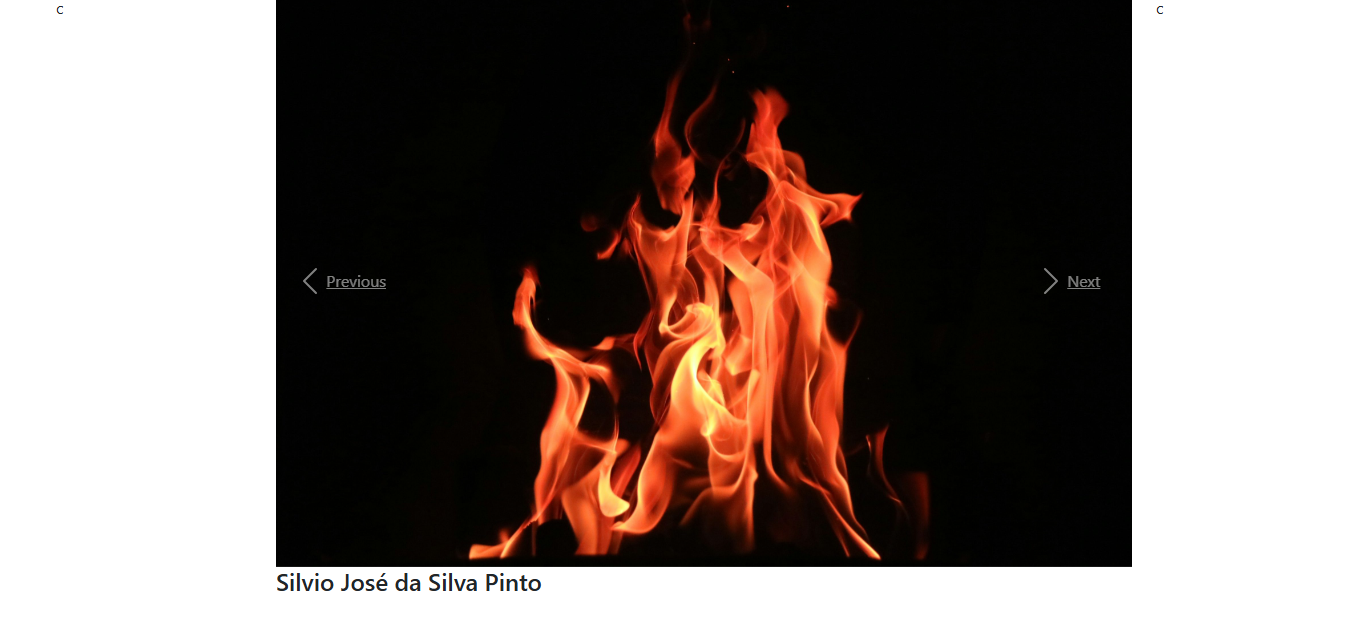 c
c
Previous
Next
Silvio José da Silva Pinto